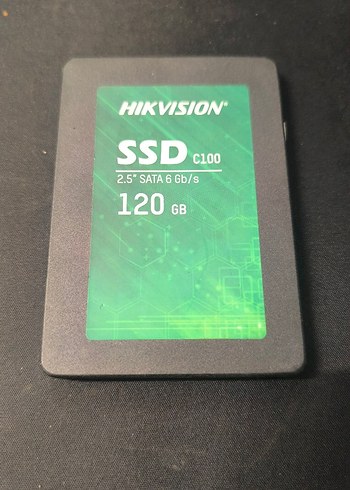 HIKVISION®
SSD C100
2.5" SATA 6 Gb/s
120 GB